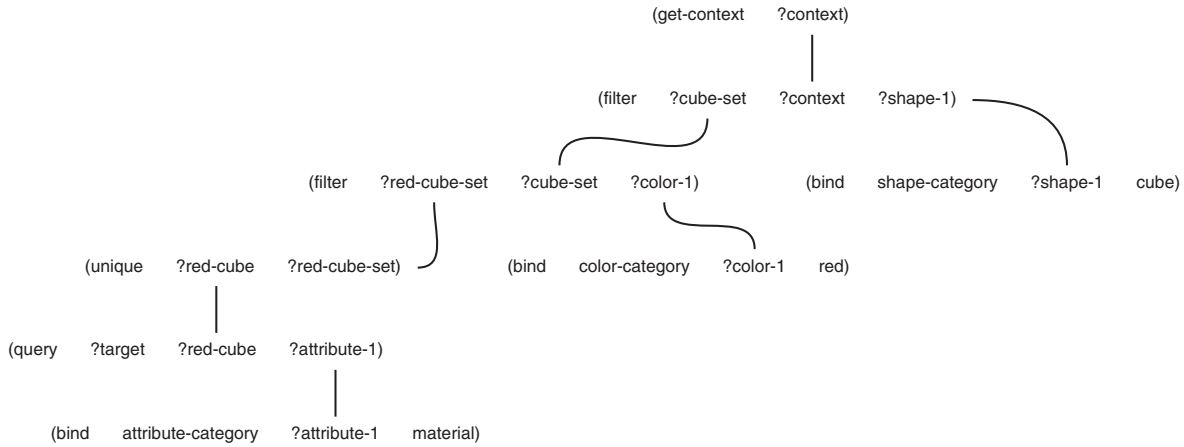 (get-context ?context)
(filter ?cube-set ?context ?shape-1)
(filter ?red-cube-set ?cube-set ?color-1) (bind shape-category ?shape-1 cube)
(unique ?red-cube ?red-cube-set) (bind color-category ?color-1 red)
(query ?target ?red-cube ?attribute-1)
(bind attribute-category ?attribute-1 material)